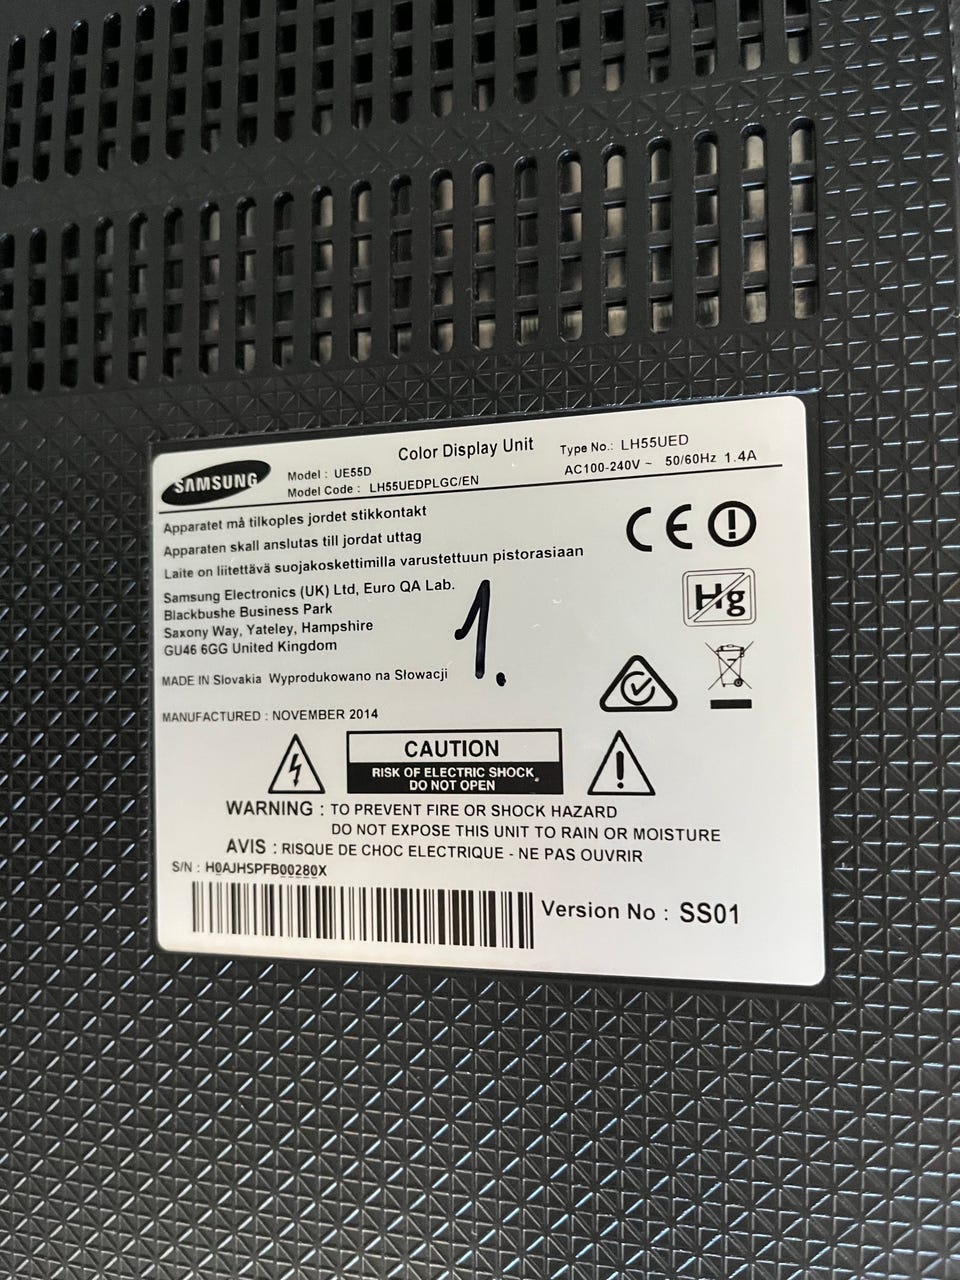 SAMSUNG
Color Display Unit
Model : UE55D
Model Code : LH55UEDPLGC/EN
Type No.: LH55UED
AC100-240V ~ 50/60Hz 1.4A
Apparatet må tilkoples jordet stikkontakt
Apparaten skall anslutas till jordat uttag
Laite on liitettävä suojakoskettimilla varustettuun pistorasiaan
Samsung Electronics (UK) Ltd, Euro QA Lab.
Blackbushe Business Park
Saxony Way, Yateley, Hampshire
GU46 6GG United Kingdom
1.
CE
Hg
MADE IN Slovakia Wyprodukowano na Słowacji
MANUFACTURED : NOVEMBER 2014
CAUTION
RISK OF ELECTRIC SHOCK
DO NOT OPEN
WARNING : TO PREVENT FIRE OR SHOCK HAZARD
DO NOT EXPOSE THIS UNIT TO RAIN OR MOISTURE
AVIS : RISQUE DE CHOC ELECTRIQUE - NE PAS OUVRIR
S/N : H0AJHSPFB00280X
Version No : SS01